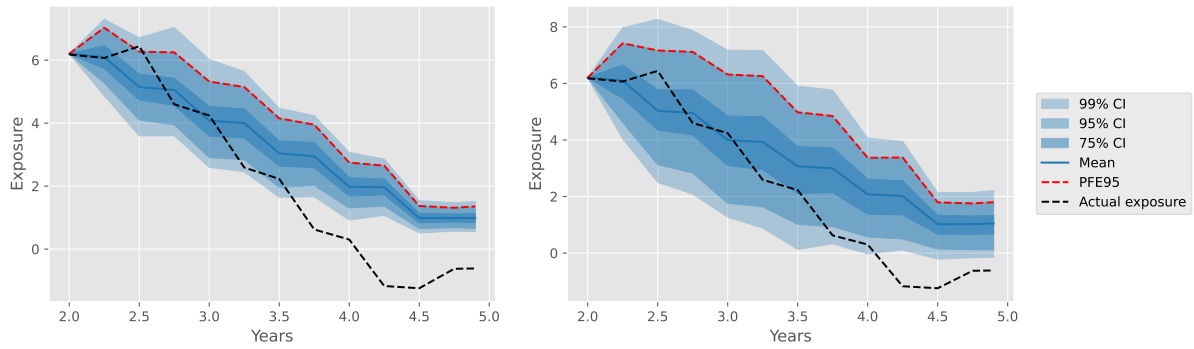 Exposure
6
4
2
0
2.0 2.5 3.0 3.5 4.0 4.5 5.0
Years
Exposure
8
6
4
2
0
2.0 2.5 3.0 3.5 4.0 4.5 5.0
Years
99% CI
95% CI
75% CI
Mean
PFE95
Actual exposure